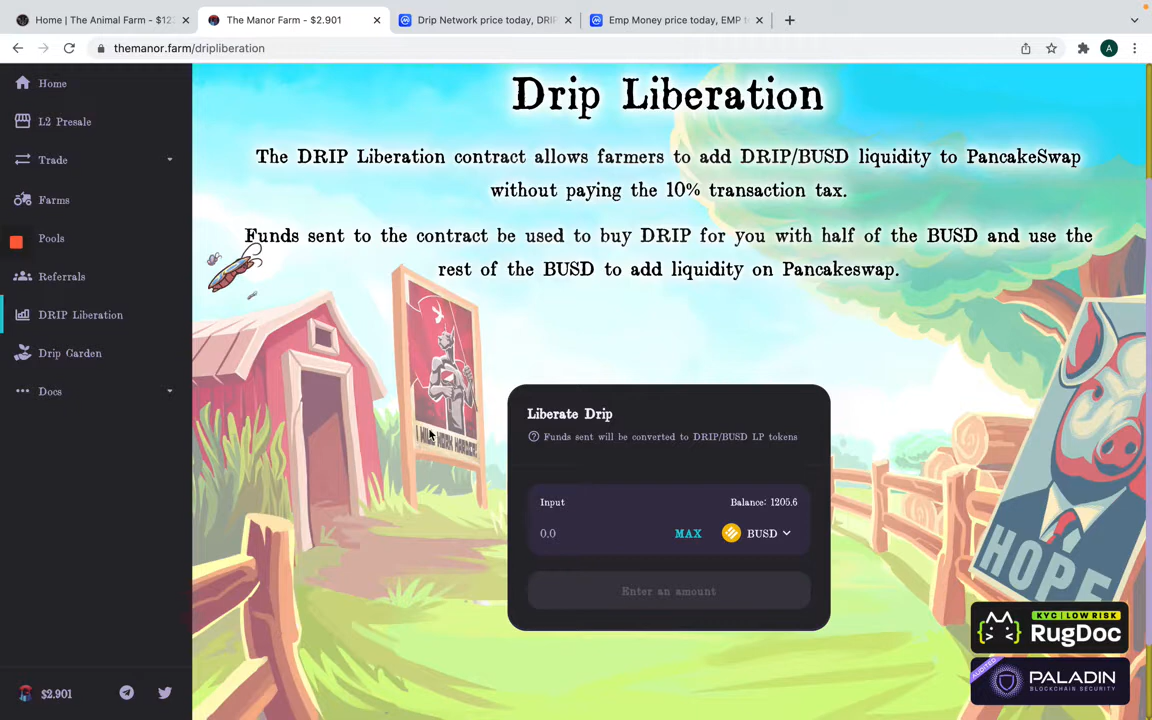 Home | The Animal Farm - $12
The Manor Farm - $2.901
Drip Network price today, DRIP
Emp Money price today, EMP t
themanor.farm/dripliberation
A
Home
L2 Presale
Trade
Farms
Pools
Referrals
DRIP Liberation
Drip Garden
Docs
$2.901
Drip Liberation
The DRIP Liberation contract allows farmers to add DRIP/BUSD liquidity to PancakeSwap
without paying the 10% transaction tax.
Funds sent to the contract be used to buy DRIP for you with half of the BUSD and use the
rest of the BUSD to add liquidity on Pancakeswap.
I WILL WORK HARDER!
Liberate Drip
Funds sent will be converted to DRIP/BUSD LP tokens
Input
Balance: 1205.6
0.0
MAX
BUSD
Enter an amount
HOPE
KYC | LOW RISK
RugDoc
AUDITED
PALADIN
BLOCKCHAIN SECURITY